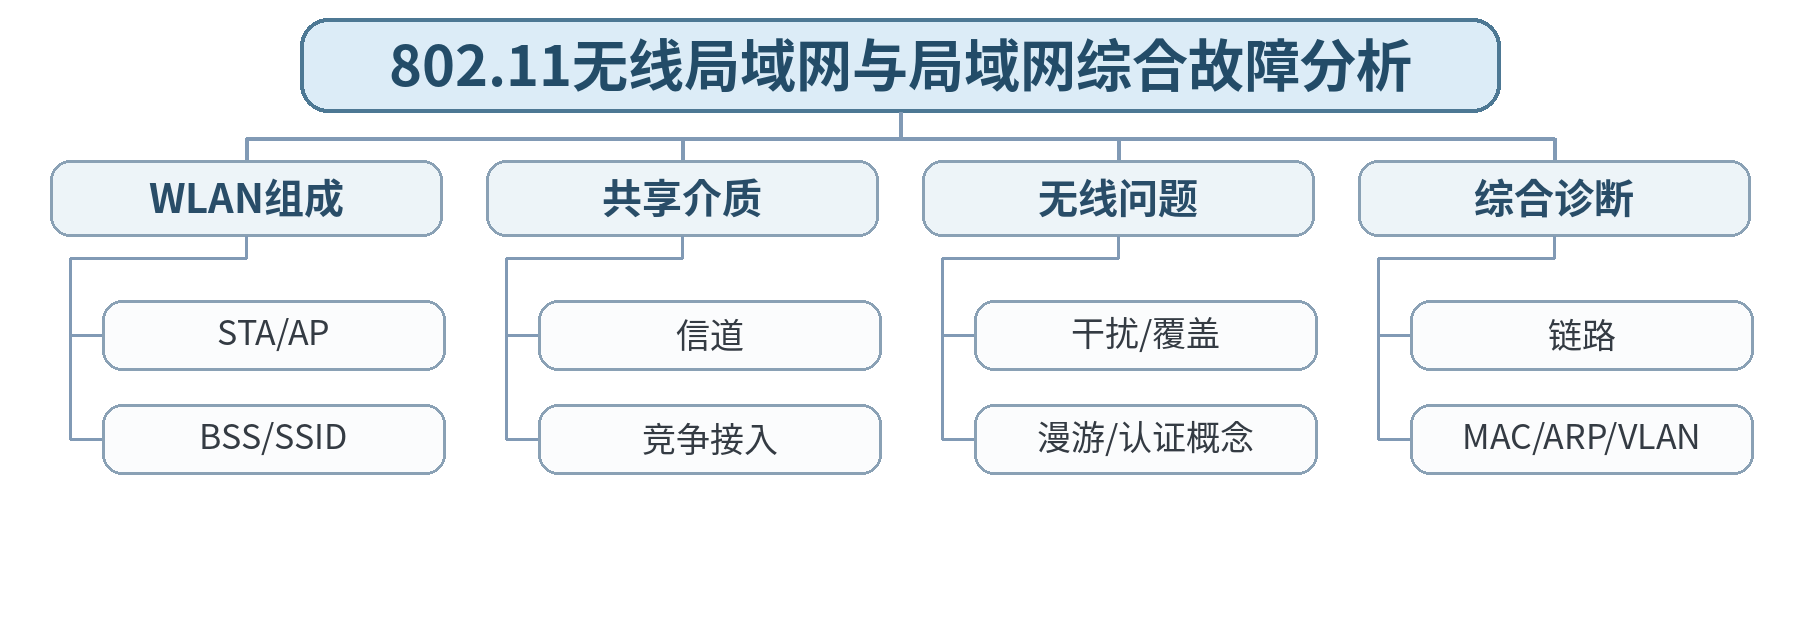 802.11无线局域网与局域网综合故障分析
WLAN组成
共享介质
无线问题
综合诊断
STA/AP
信道
干扰/覆盖
链路
BSS/SSID
竞争接入
漫游/认证概念
MAC/ARP/VLAN